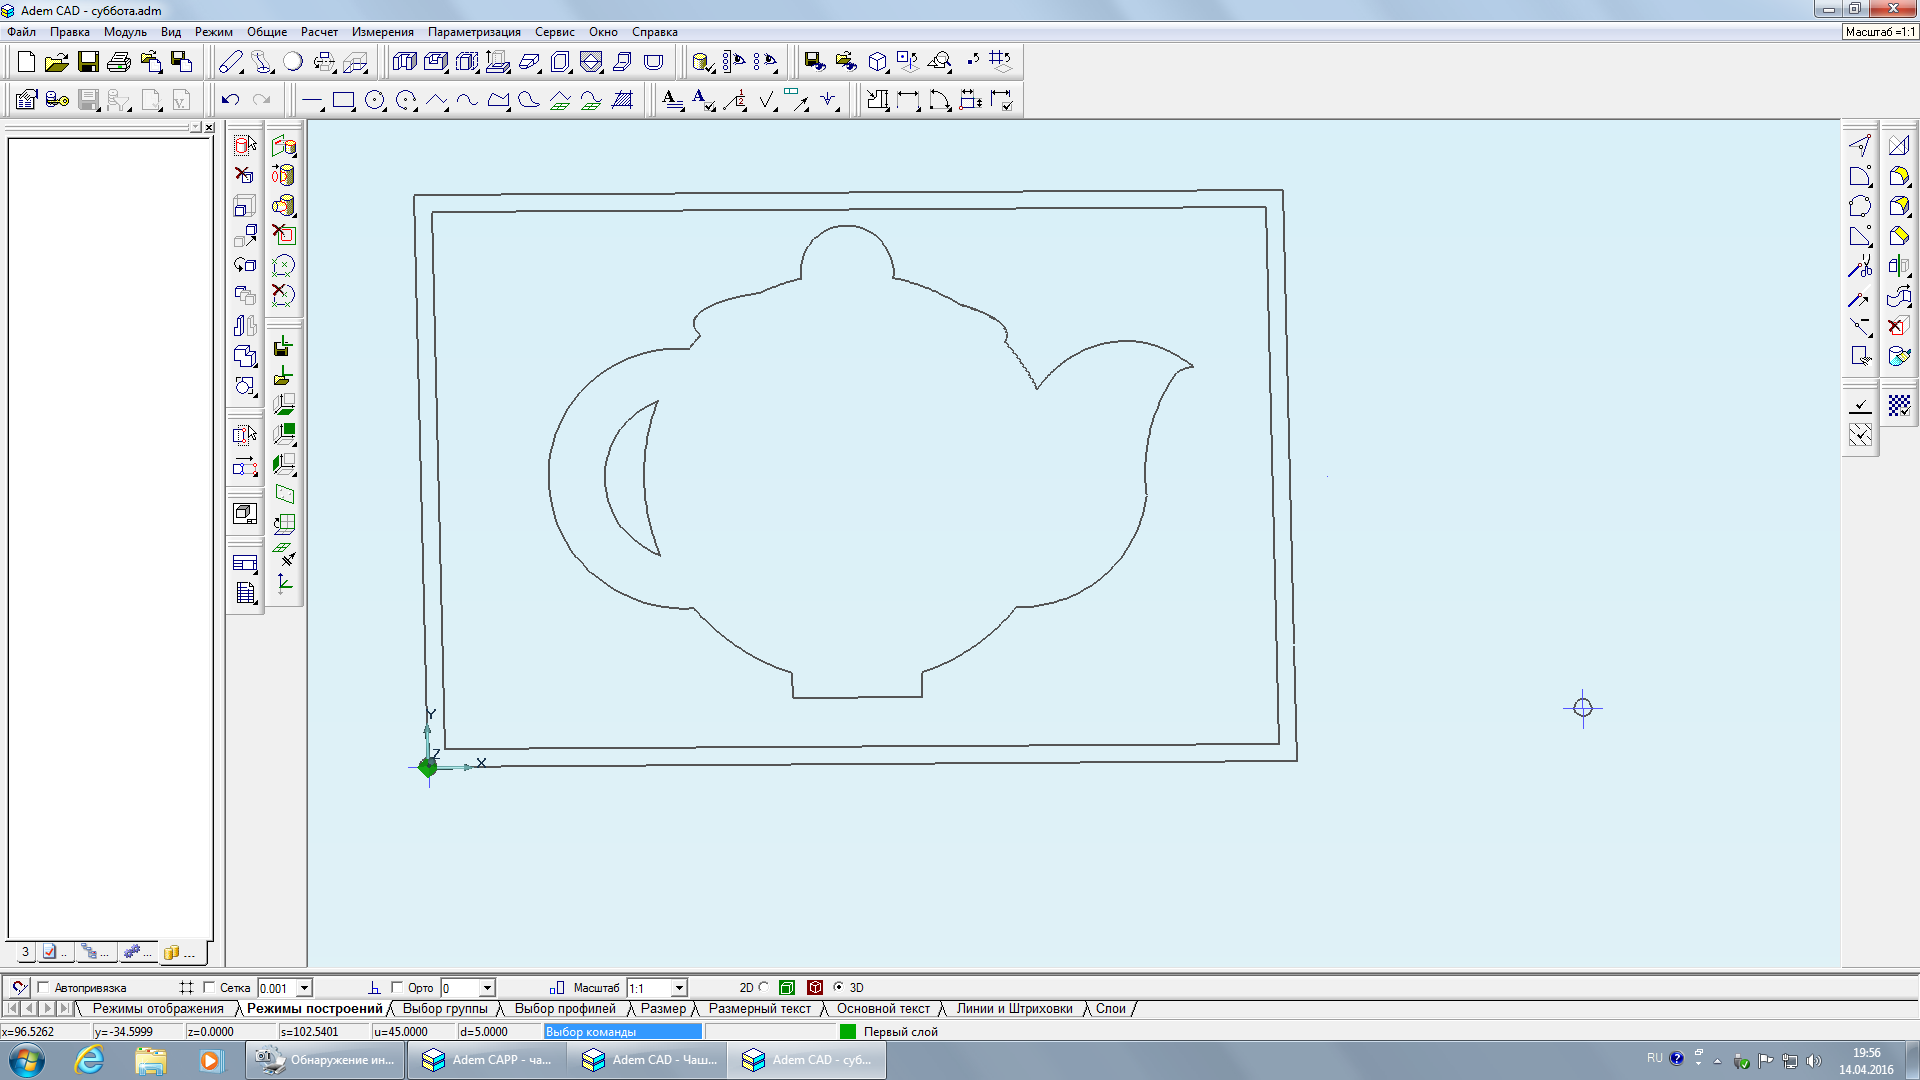 Adem CAD - суббота.adm
Файл Правка Модуль Вид Режим Общие Расчет Измерения Параметризация Сервис Окно Справка
Масштаб =1:1
Y
Z
X
3 .. ... ... ...
Автопривязка Сетка 0.001 Орто 0 Масштаб 1:1 2D 3D
Режимы отображения Режимы построений Выбор группы Выбор профилей Размер Размерный текст Основной текст Линии и Штриховки Слои
x=96.5262 y=-34.5999 z=0.0000 s=102.5401 u=45.0000 d=5.0000 Выбор команды Первый слой
Обнаружение ин... Adem CAPP - ча... Adem CAD - Чаш... Adem CAD - суб... RU 19:56
14.04.2016